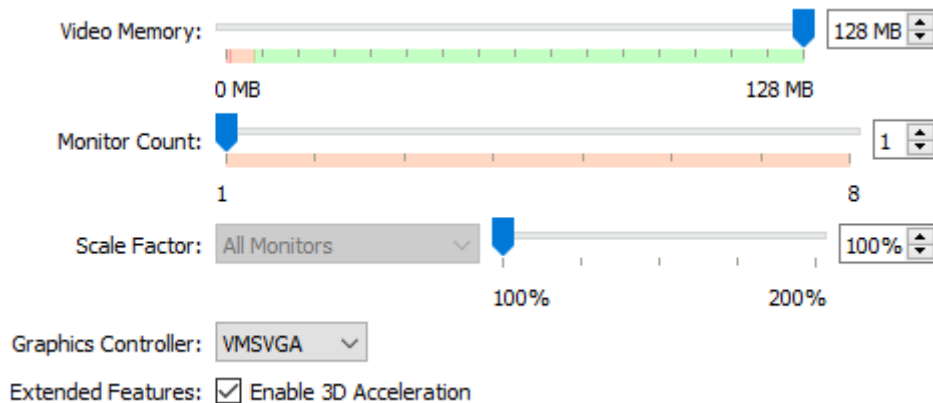 Video Memory: 128 MB
0 MB 128 MB
Monitor Count: 1
1 8
Scale Factor: All Monitors 100%
100% 200%
Graphics Controller: VMSVGA
Extended Features: Enable 3D Acceleration